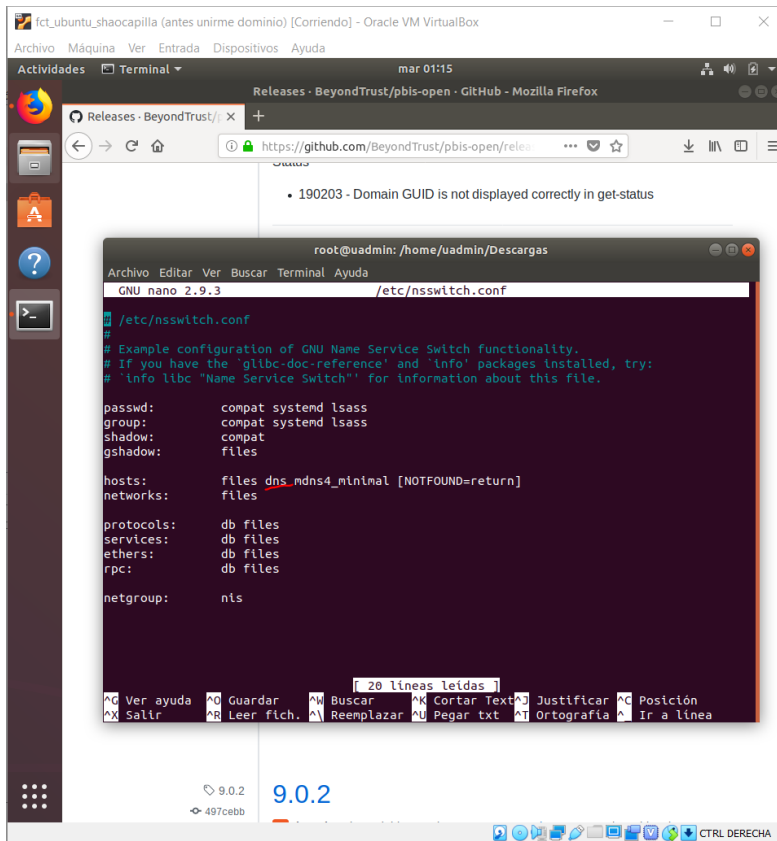 fct_ubuntu_shaocapilla (antes unirme dominio) [Corriendo] - Oracle VM VirtualBox
Archivo Máquina Ver Entrada Dispositivos Ayuda
Actividades Terminal mar 01:15
Releases · BeyondTrust/pbis-open · GitHub - Mozilla Firefox
Releases · BeyondTrust/
https://github.com/BeyondTrust/pbis-open/relea
Status
190203 - Domain GUID is not displayed correctly in get-status
root@uadmin: /home/uadmin/Descargas
Archivo Editar Ver Buscar Terminal Ayuda
GNU nano 2.9.3 /etc/nsswitch.conf
# /etc/nsswitch.conf
#
# Example configuration of GNU Name Service Switch functionality.
# If you have the `glibc-doc-reference' and `info' packages installed, try:
# `info libc "Name Service Switch"' for information about this file.
passwd: compat systemd lsass
group: compat systemd lsass
shadow: compat
gshadow: files
hosts: files dns mdns4_minimal [NOTFOUND=return]
networks: files
protocols: db files
services: db files
ethers: db files
rpc: db files
netgroup: nis
[ 20 líneas leídas ]
^G Ver ayuda ^O Guardar ^W Buscar ^K Cortar Text ^J Justificar ^C Posición
^X Salir ^R Leer fich. ^\ Reemplazar ^U Pegar txt ^T Ortografía ^_ Ir a línea
9.0.2 9.0.2
497cebb
CTRL DERECHA